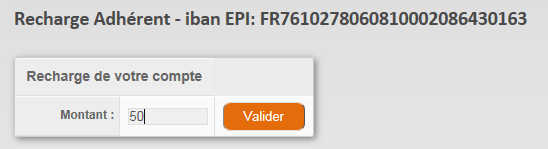 Recharge Adhérent - iban EPI: FR7610278060810002086430163
Recharge de votre compte
Montant : 50 Valider